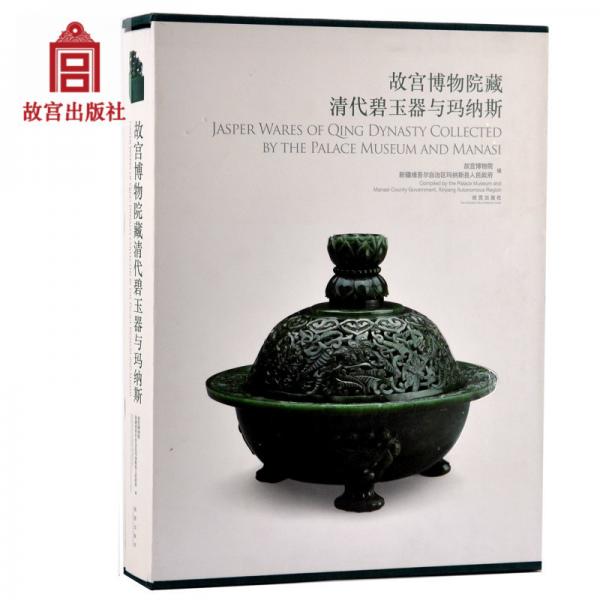 故宫出版社
故宫博物院藏
清代碧玉器与玛纳斯
JASPER WARES OF QING DYNASTY COLLECTED
BY THE PALACE MUSEUM AND MANASI
故宫博物院
新疆维吾尔自治区玛纳斯县人民政府 编
Compiled by the Palace Museum and
Manasi County Government, Xinjiang Autonomous Region
故宫出版社
故宫博物院藏清代碧玉器与玛纳斯